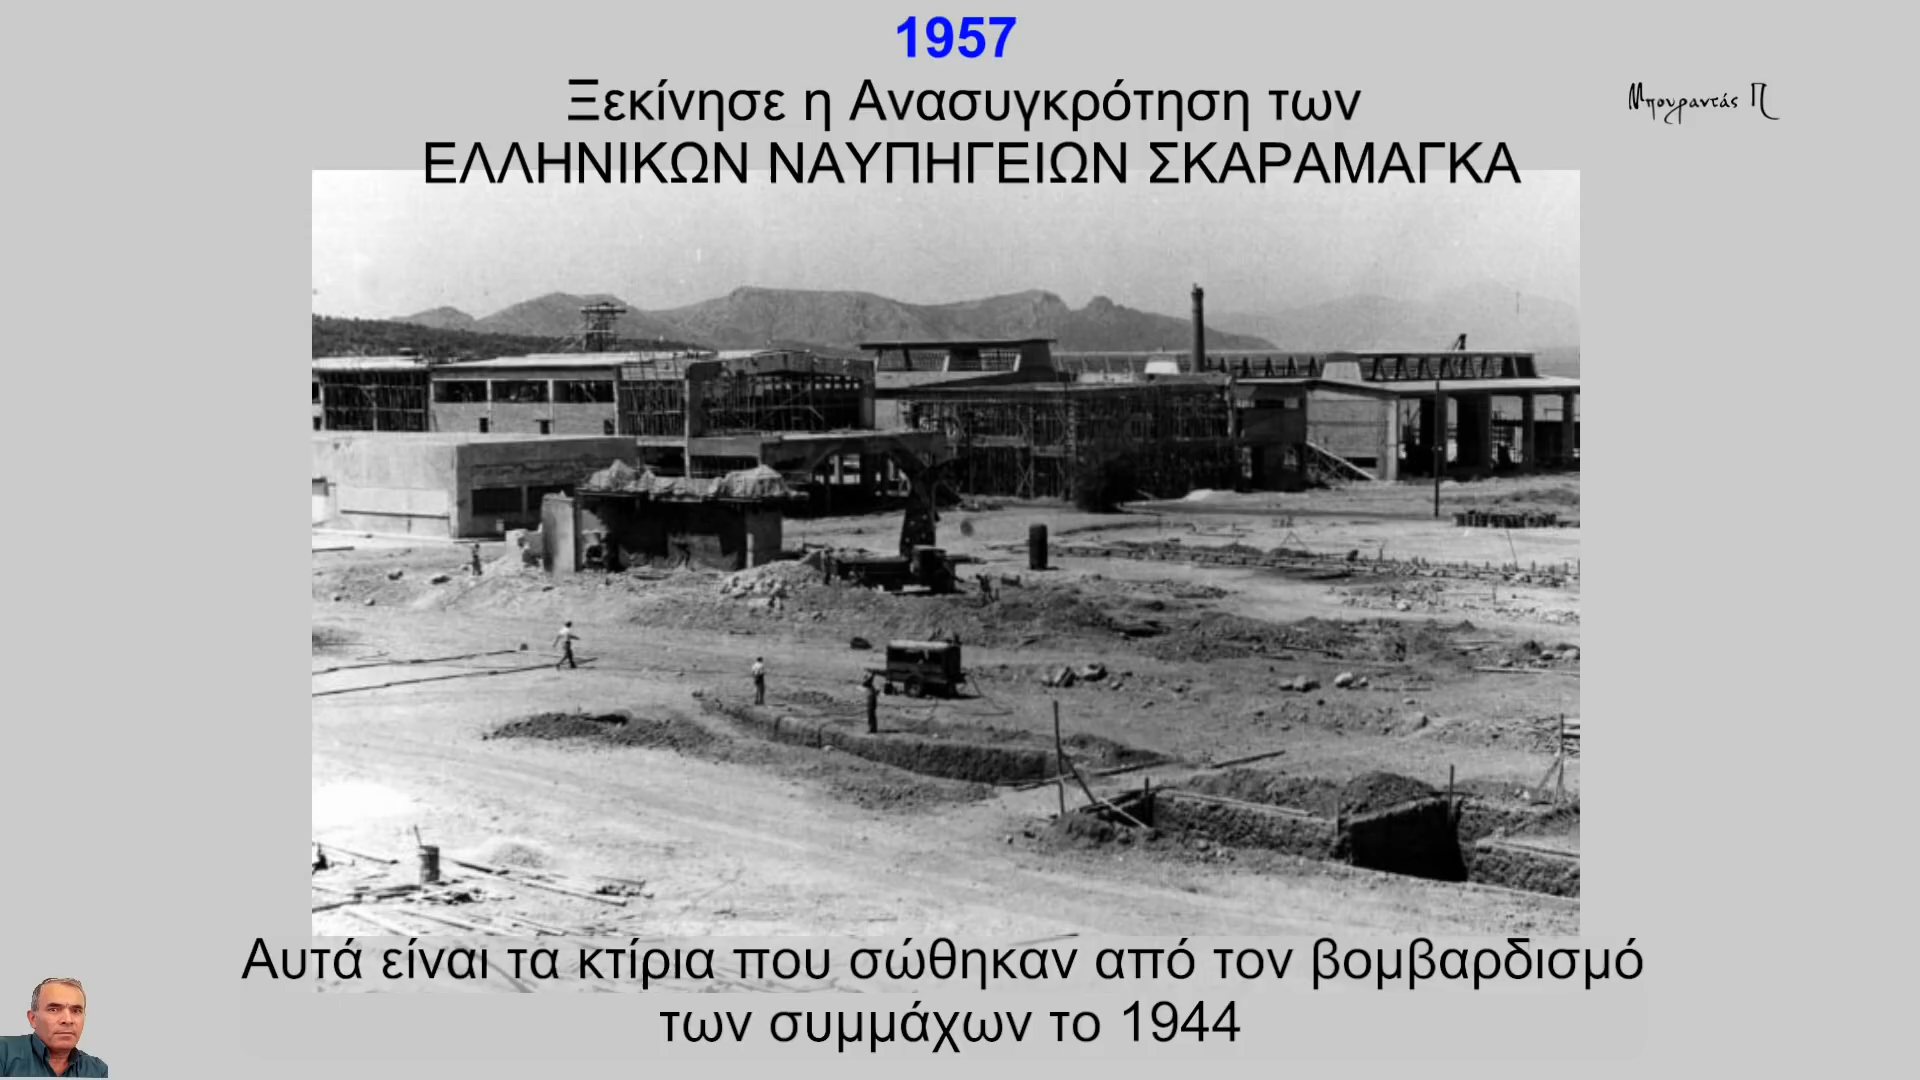 1957
Ξεκίνησε η Ανασυγκρότηση των
ΕΛΛΗΝΙΚΩΝ ΝΑΥΠΗΓΕΙΩΝ ΣΚΑΡΑΜΑΓΚΑ
Μπουραντάς Π
Αυτά είναι τα κτίρια που σώθηκαν από τον βομβαρδισμό
των συμμάχων το 1944